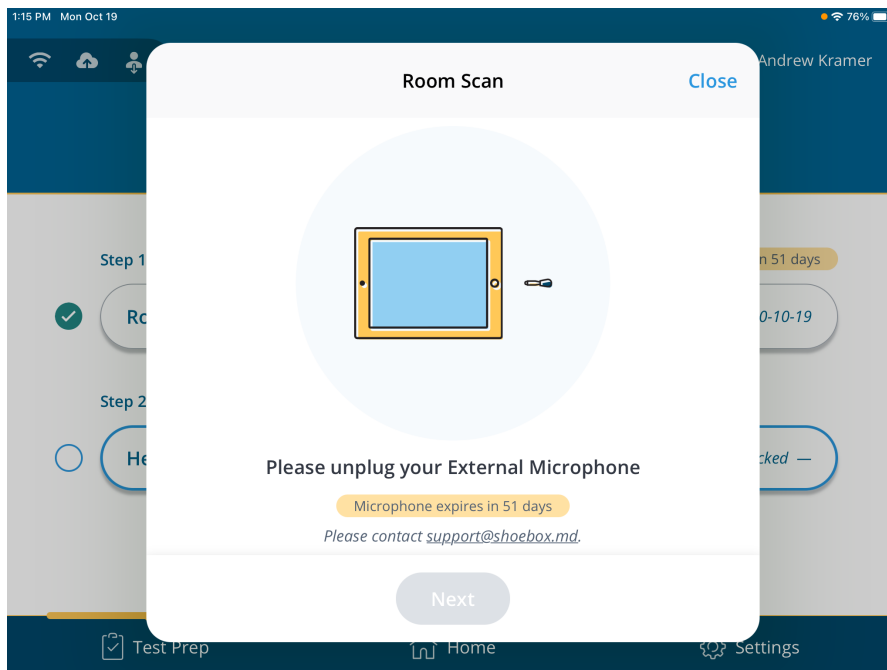 1:15 PM Mon Oct 19
76%
Andrew Kramer
Room Scan
Close
Step 1
n 51 days
Ro
0-10-19
Step 2
He
cked —
Please unplug your External Microphone
Microphone expires in 51 days
Please contact support@shoebox.md.
Next
Test Prep
Home
Settings